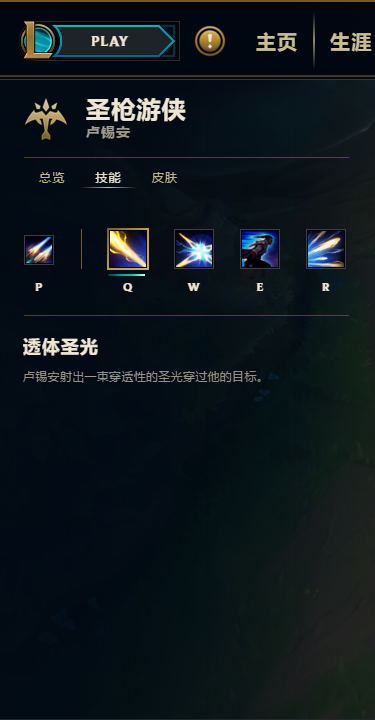 PLAY
主页
生涯
圣枪游侠
卢锡安
总览 技能 皮肤
P Q W E R
透体圣光
卢锡安射出一束穿透性的圣光穿过他的目标。